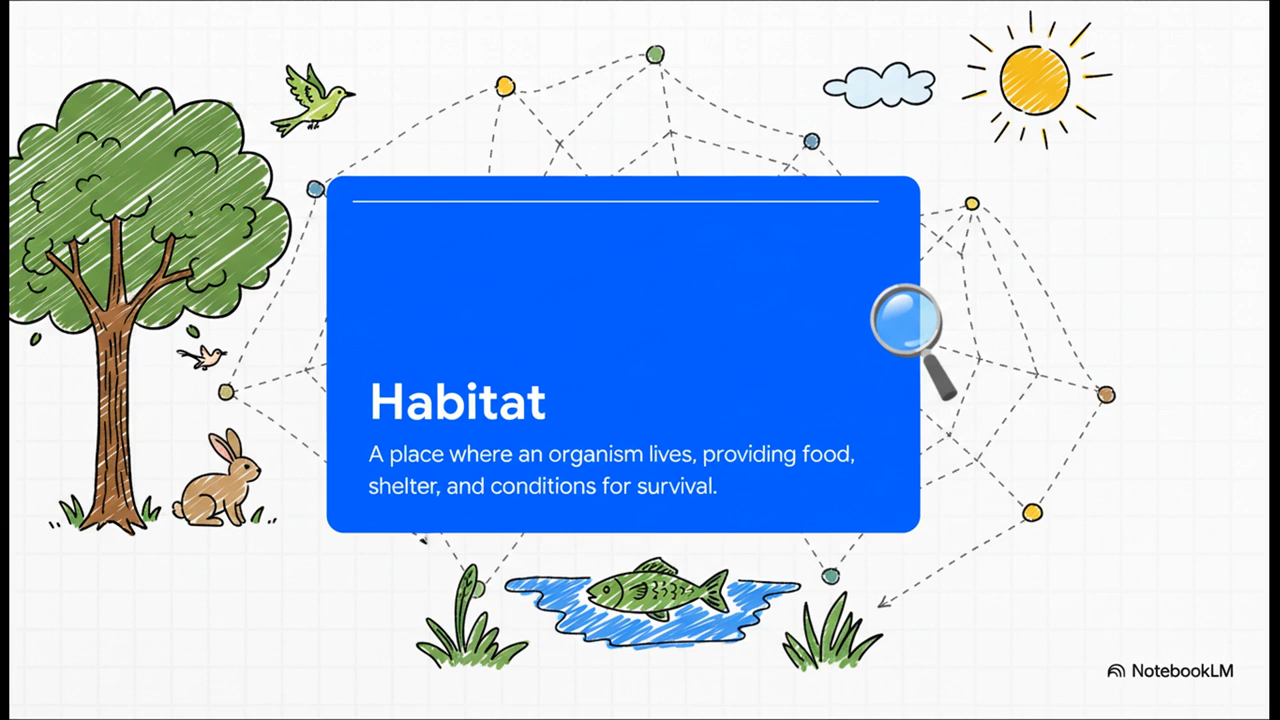 Habitat
A place where an organism lives, providing food,
shelter, and conditions for survival.
NotebookLM